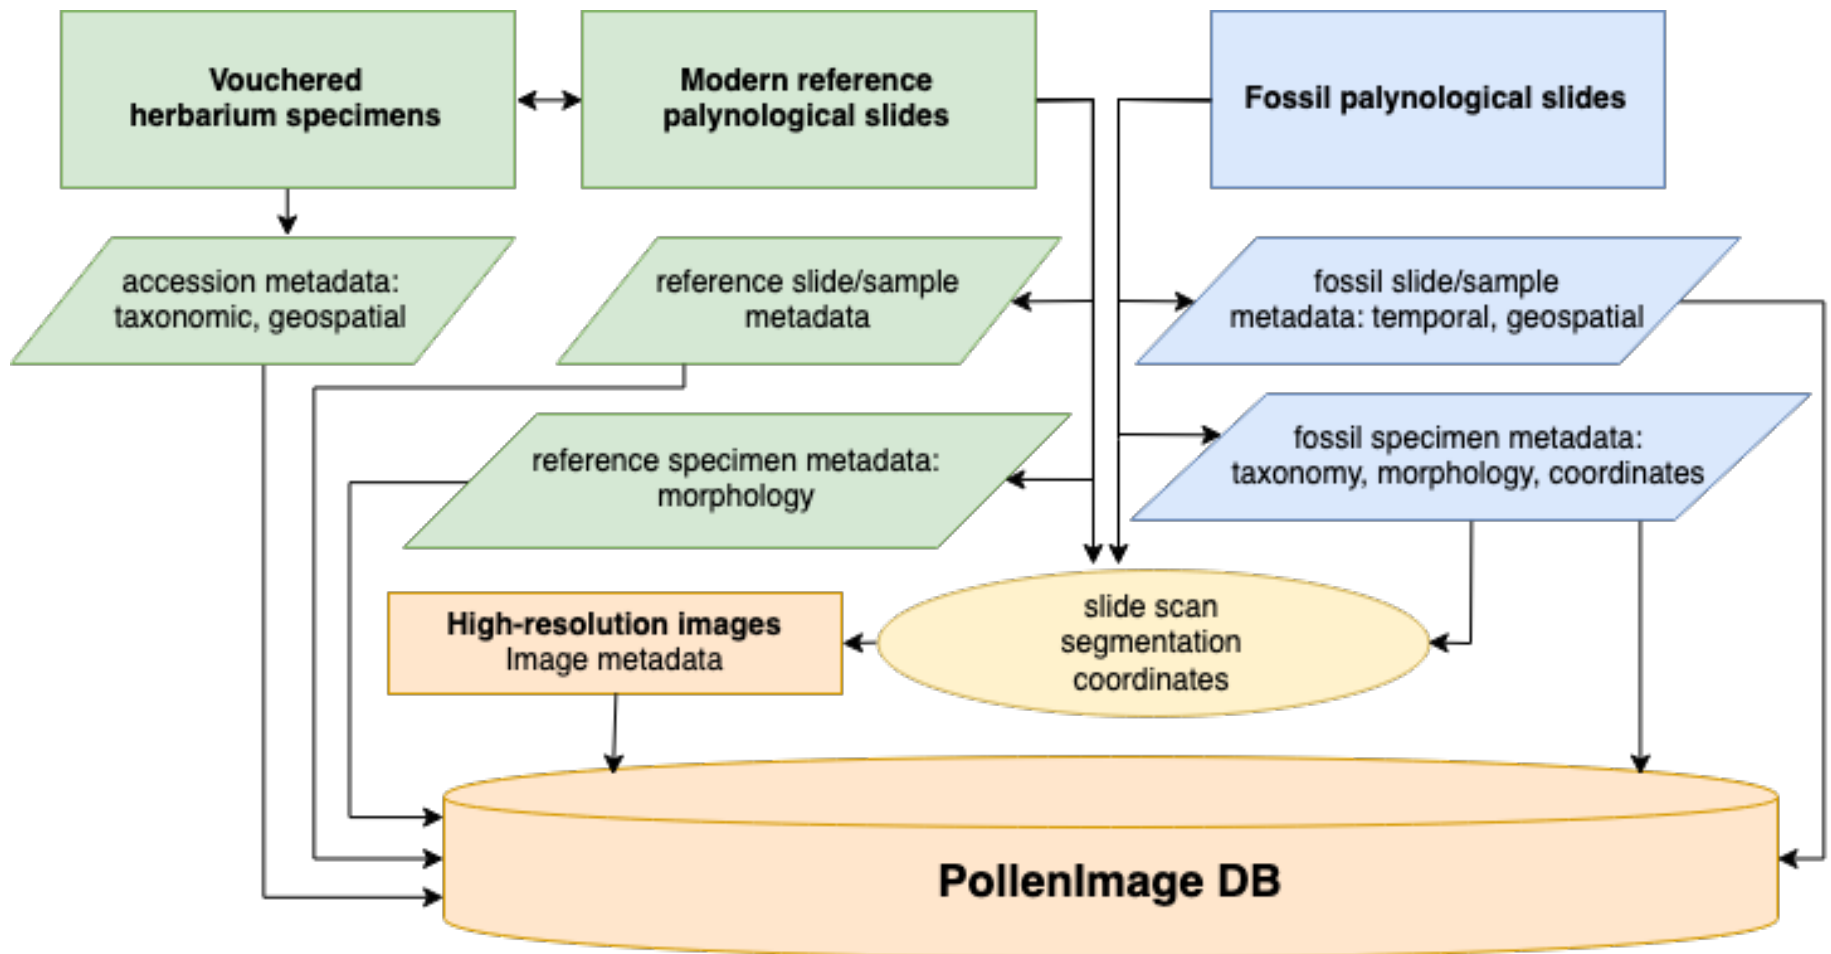 Vouchered
herbarium specimens
Modern reference
palynological slides
Fossil palynological slides
accession metadata:
taxonomic, geospatial
reference slide/sample
metadata
fossil slide/sample
metadata: temporal, geospatial
reference specimen metadata:
morphology
fossil specimen metadata:
taxonomy, morphology, coordinates
High-resolution images
Image metadata
slide scan
segmentation
coordinates
PollenImage DB